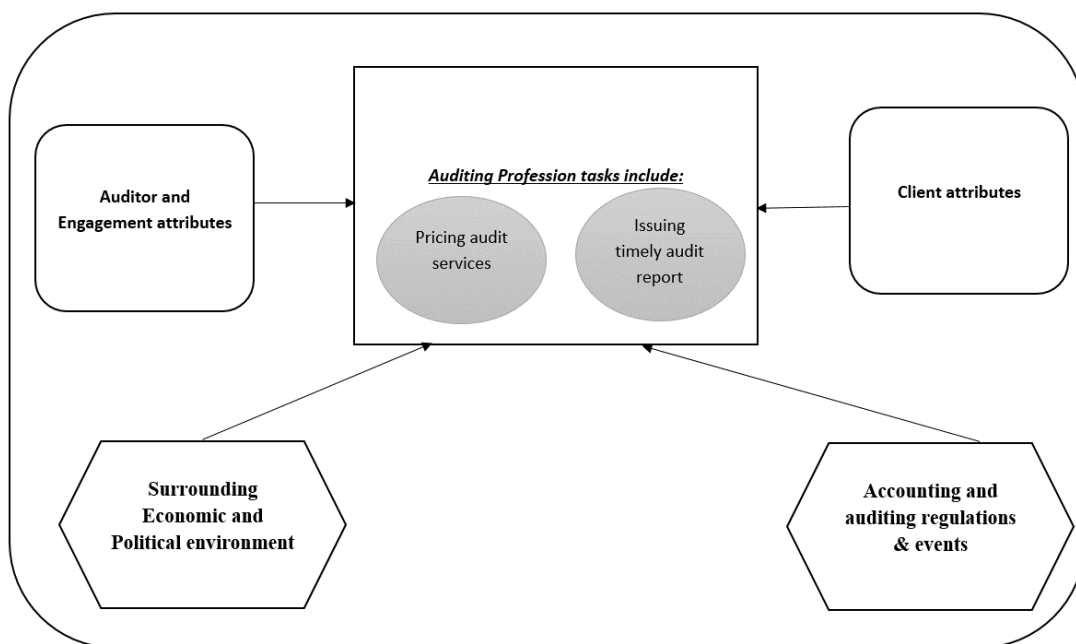 Auditing Profession tasks include:
Auditor and
Engagement attributes
Pricing audit
services
Issuing
timely audit
report
Client attributes
Surrounding
Economic and
Political environment
Accounting and
auditing regulations
& events